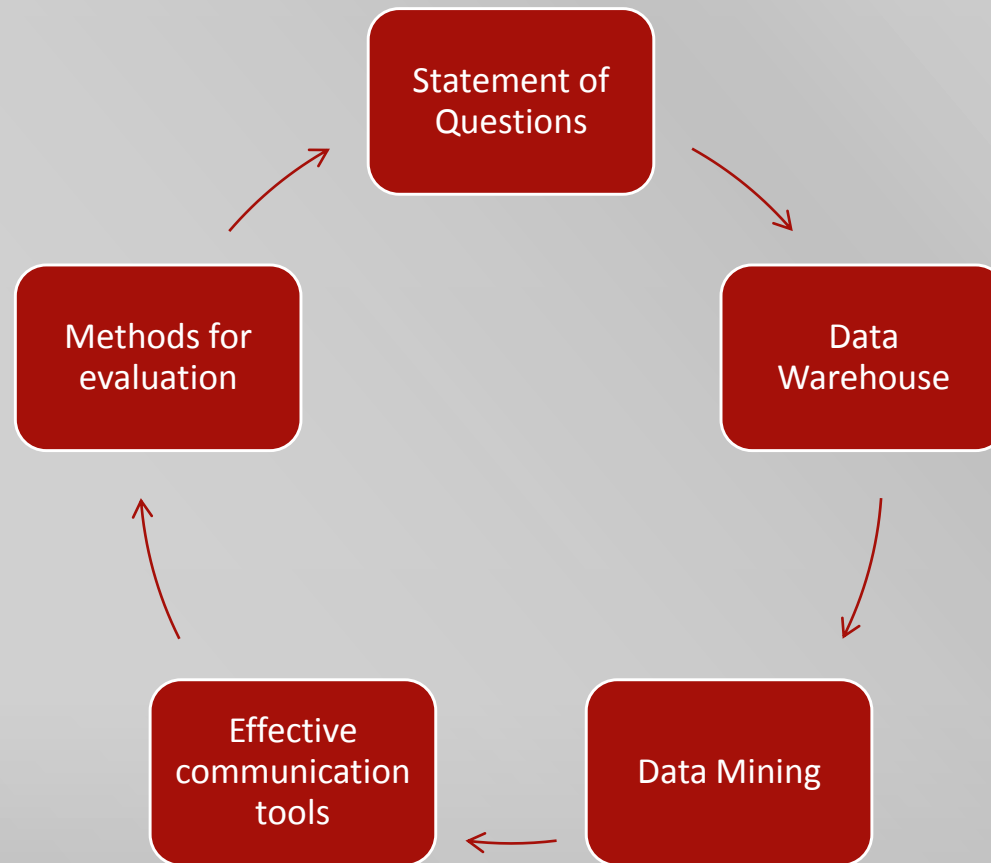 Statement of
Questions
Data
Warehouse
Data Mining
Effective
communication
tools
Methods for
evaluation